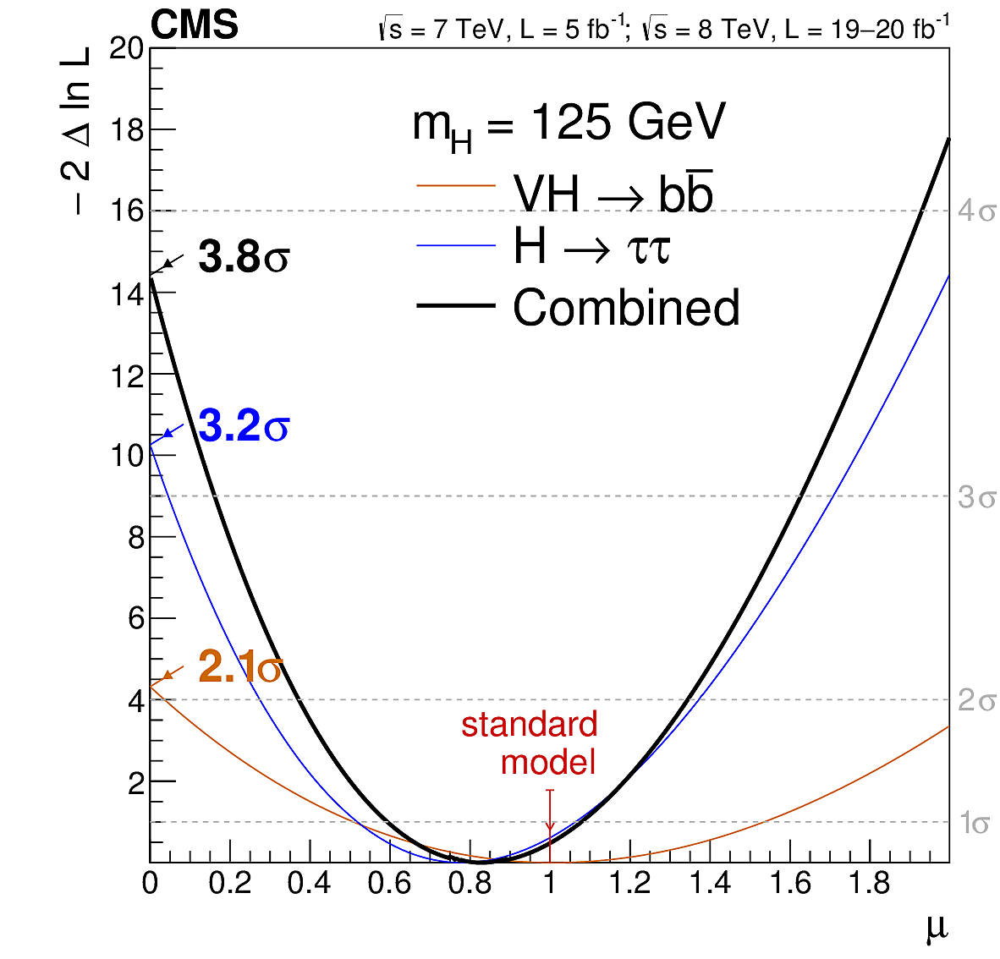 CMS
√s = 7 TeV, L = 5 fb⁻¹; √s = 8 TeV, L = 19–20 fb⁻¹
− 2 Δ ln L
20
18
16
14
12
10
8
6
4
2
m_H = 125 GeV
VH → bb̅
H → ττ
Combined
3.8σ
3.2σ
2.1σ
4σ
3σ
2σ
1σ
standard
model
0
0.2
0.4
0.6
0.8
1
1.2
1.4
1.6
1.8
μ